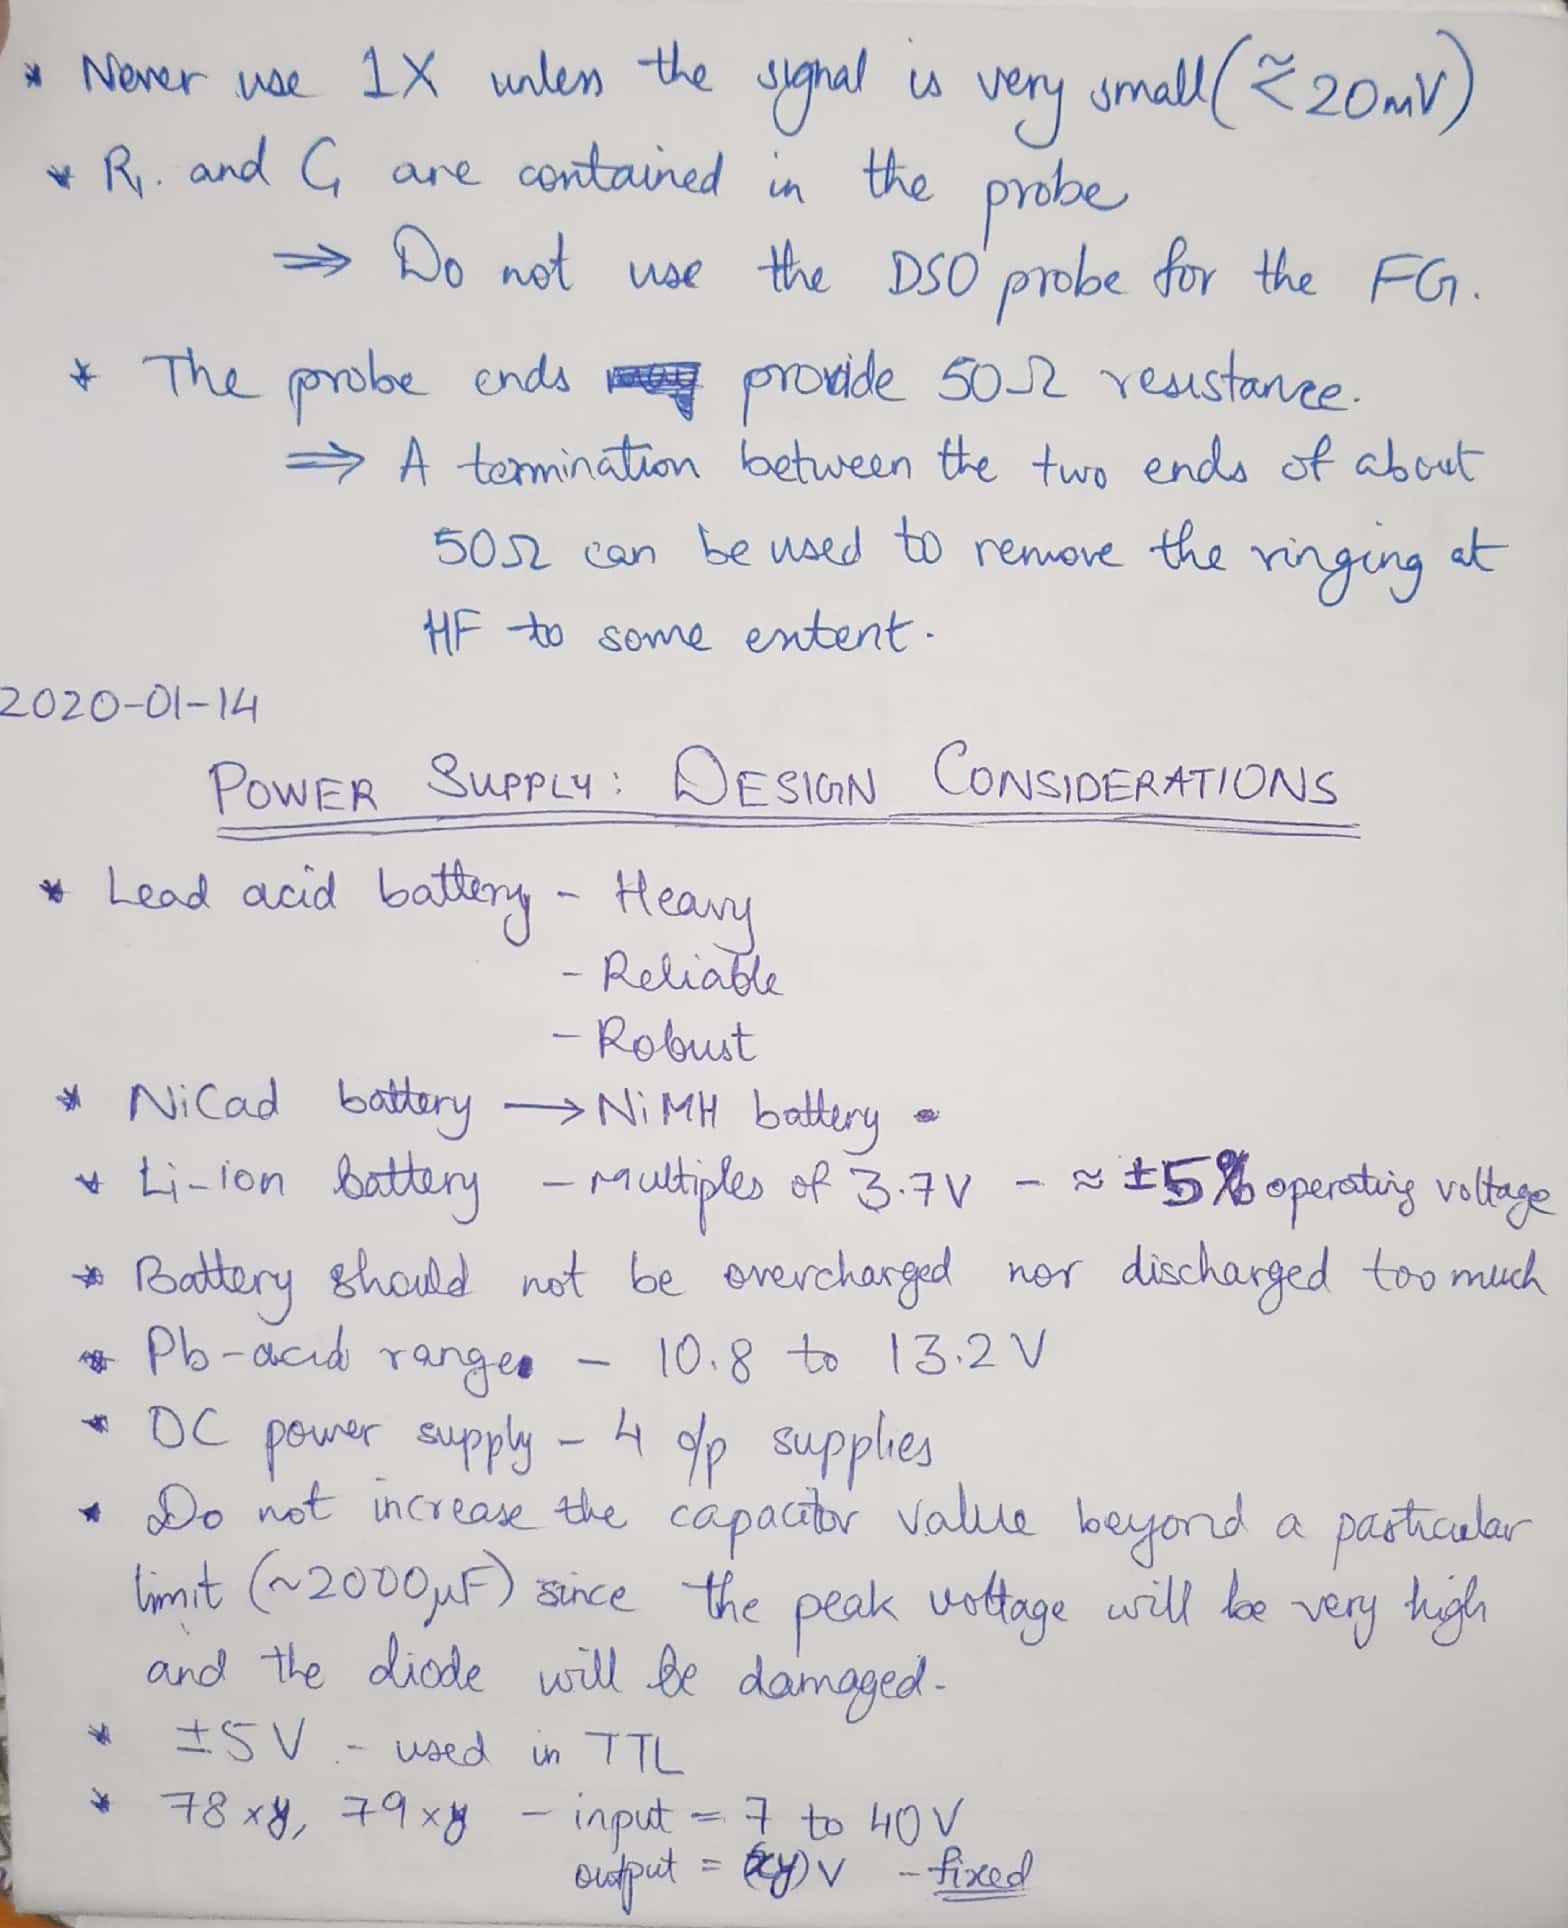 * Never use 1X unless the signal is very small (≈20mV)
* R₁. and C₁ are contained in the probe
⇒ Do not use the DSO probe for the FG.
* The probe ends provide 50Ω resistance.
⇒ A termination between the two ends of about
50Ω can be used to remove the ringing at
HF to some extent.
2020-01-14
POWER SUPPLY: DESIGN CONSIDERATIONS
* Lead acid battery - Heavy
- Reliable
- Robust
* NiCad battery → NiMH battery
* Li-ion battery - multiples of 3.7V - ≈ ±5% operating voltage
* Battery should not be overcharged nor discharged too much
* Pb-acid range - 10.8 to 13.2V
* DC power supply - 4 o/p supplies
* Do not increase the capacitor value beyond a particular
limit (~2000μF) since the peak voltage will be very high
and the diode will be damaged.
* ±5V - used in TTL
* 78xy, 79xy - input = 7 to 40V
output = (xy)V - fixed